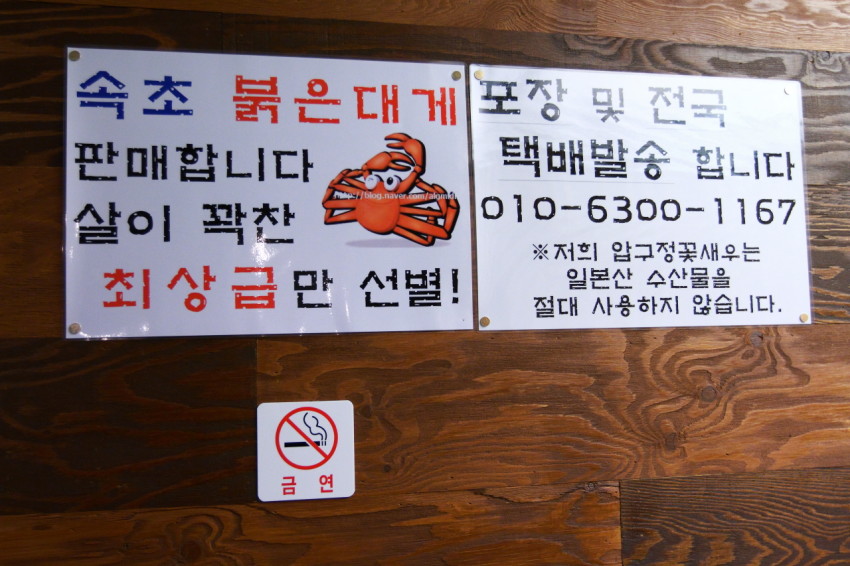 속초 붉은대게
판매합니다
살이 꽉찬
최상급만 선별!
포장 및 전국
택배발송 합니다
010-6300-1167
※저희 압구정꽃새우는
일본산 수산물을
절대 사용하지 않습니다.
금 연